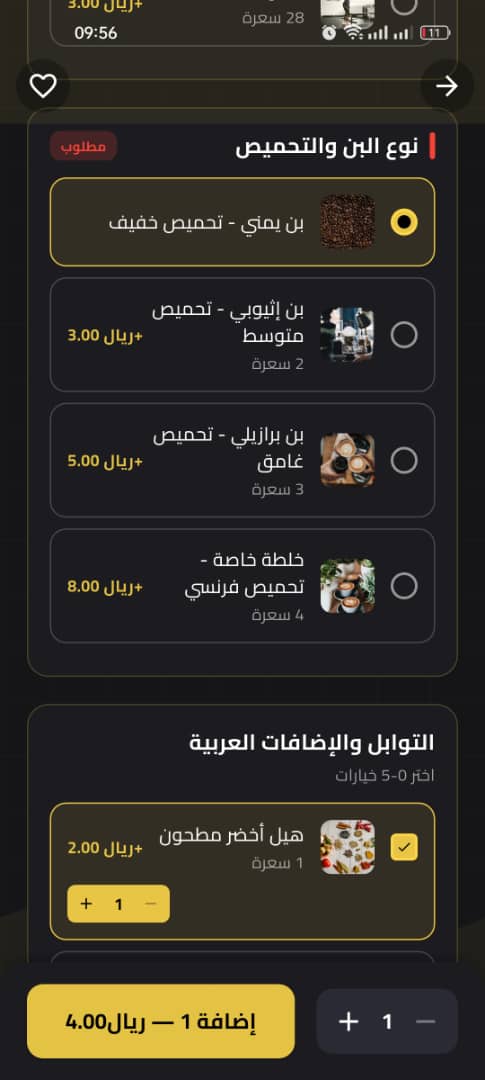 +ريال 3.00
28 سعرة
09:56
11
نوع البن والتحميص
مطلوب
بن يمني - تحميص خفيف
بن إثيوبي - تحميص
متوسط
+ريال 3.00
2 سعرة
بن برازيلي - تحميص
غامق
+ريال 5.00
3 سعرة
خلطة خاصة -
تحميص فرنسي
+ريال 8.00
4 سعرة
التوابل والإضافات العربية
اختر 0-5 خيارات
هيل أخضر مطحون
+ريال 2.00
1 سعرة
+ 1 −
إضافة 1 — ريال4.00
+ 1 −